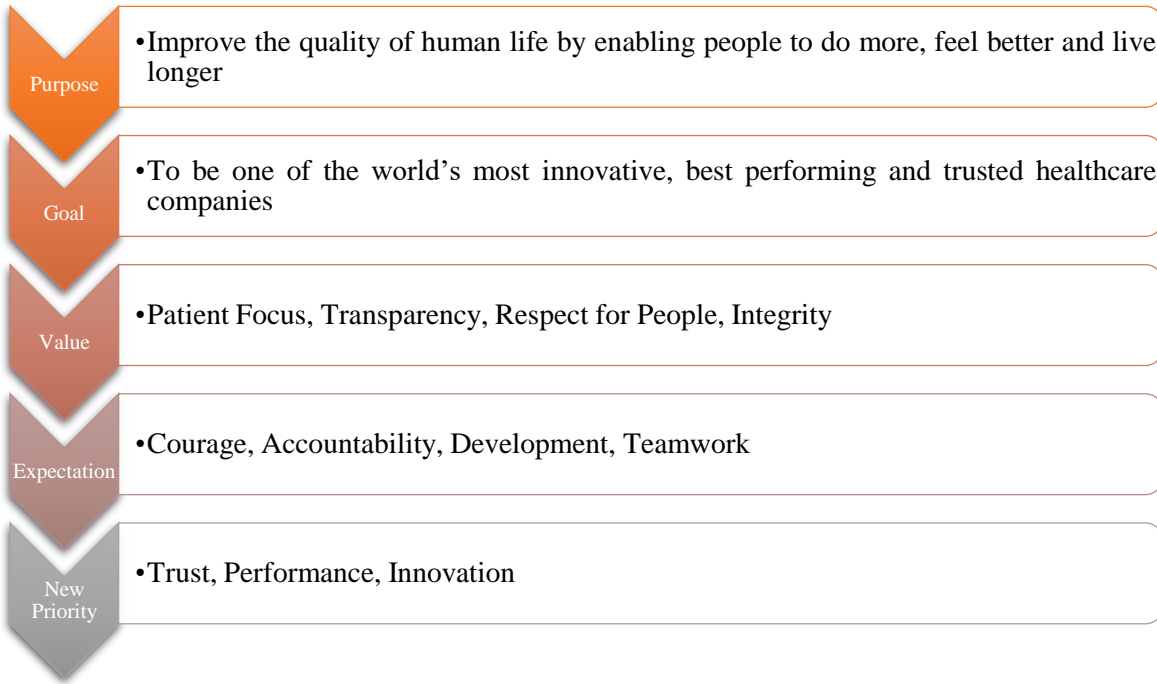 Purpose
•Improve the quality of human life by enabling people to do more, feel better and live
longer
Goal
•To be one of the world’s most innovative, best performing and trusted healthcare
companies
Value
•Patient Focus, Transparency, Respect for People, Integrity
Expectation
•Courage, Accountability, Development, Teamwork
New
Priority
•Trust, Performance, Innovation